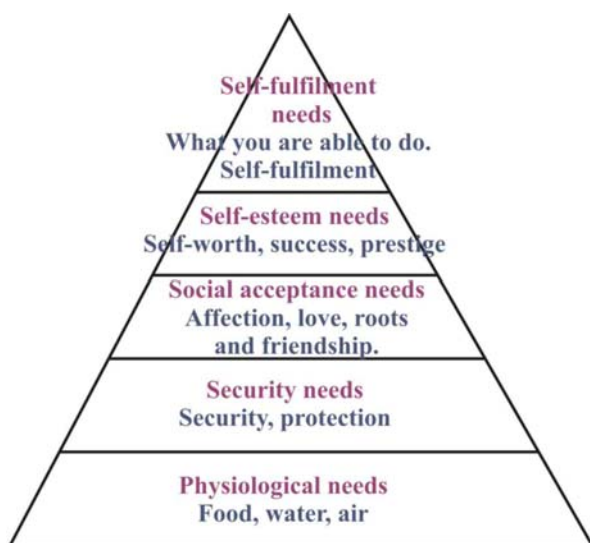 Self-fulfilment
needs
What you are able to do.
Self-fulfilment
Self-esteem needs
Self-worth, success, prestige
Social acceptance needs
Affection, love, roots
and friendship.
Security needs
Security, protection
Physiological needs
Food, water, air